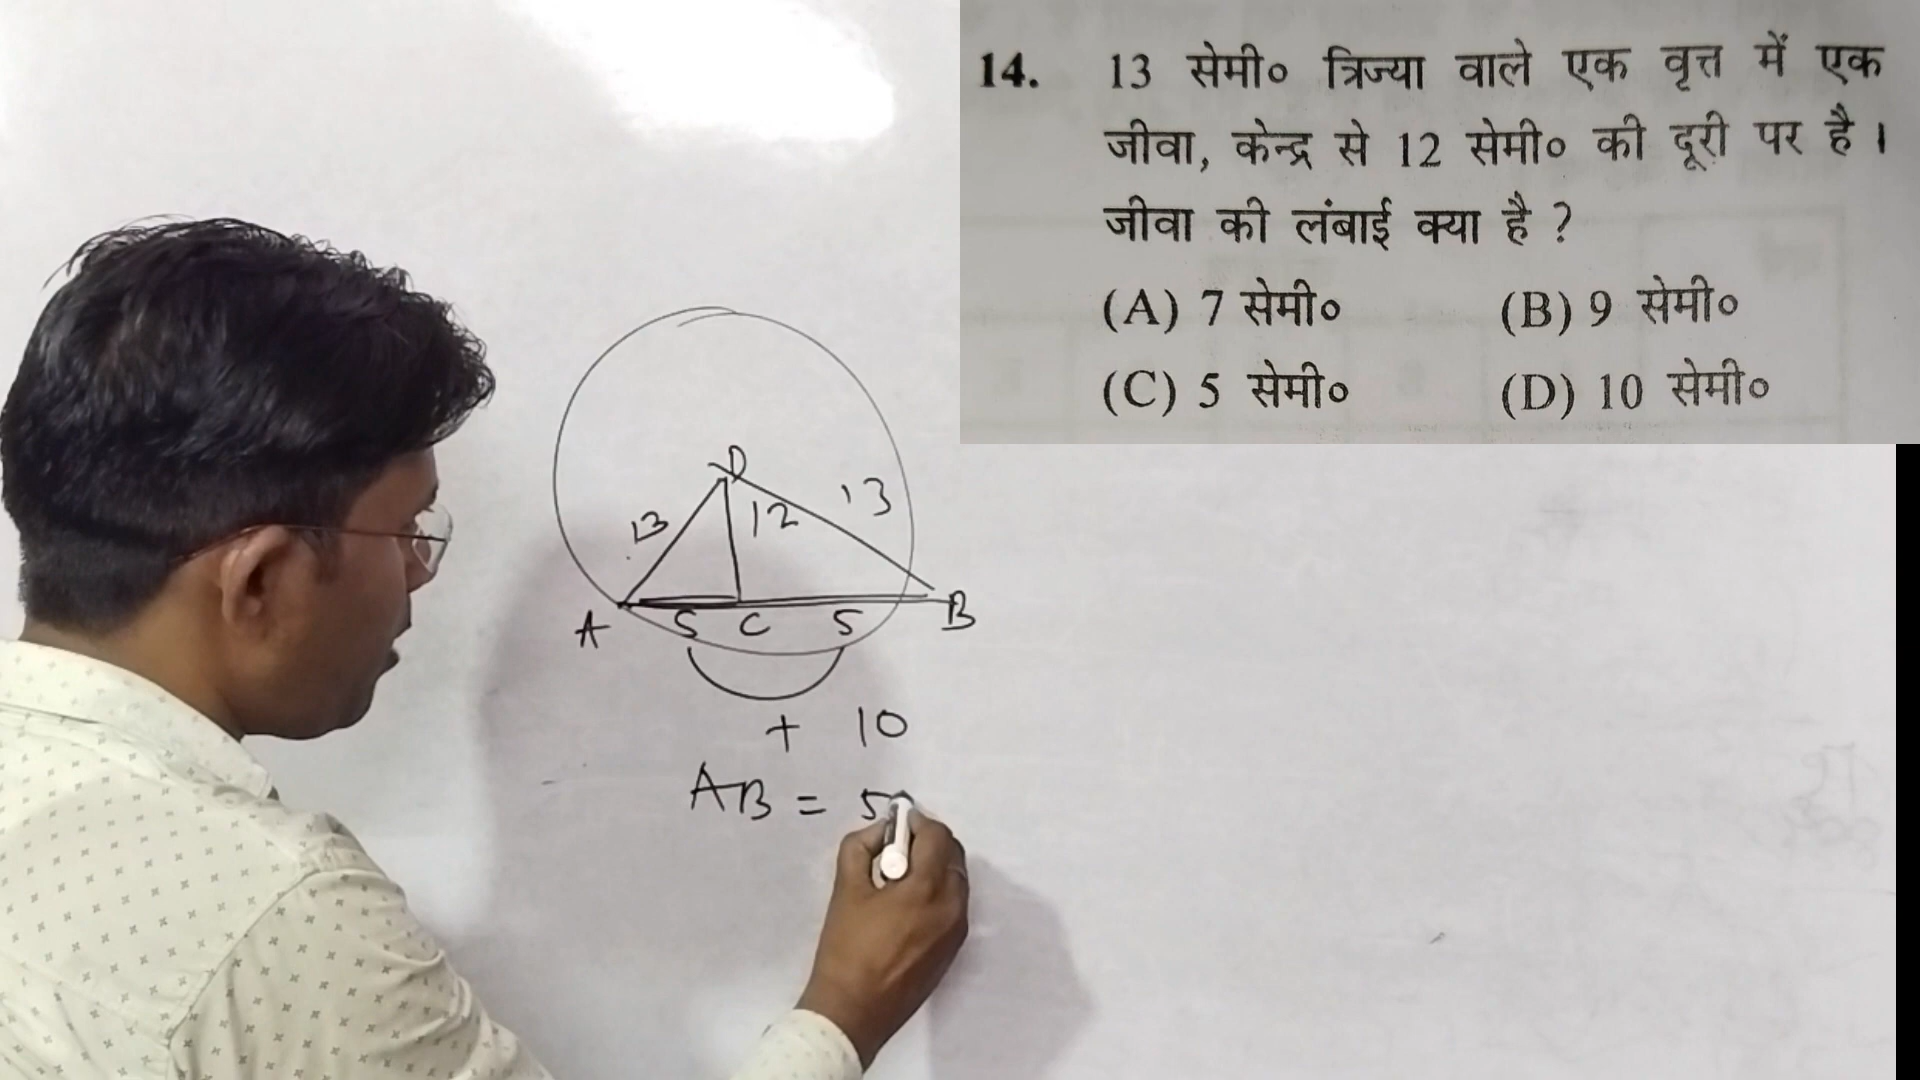 14. 13 सेमी० त्रिज्या वाले एक वृत्त में एक
जीवा, केन्द्र से 12 सेमी० की दूरी पर है ।
जीवा की लंबाई क्या है ?
(A) 7 सेमी० (B) 9 सेमी०
(C) 5 सेमी० (D) 10 सेमी०
D
13 12 13
A 5 C 5 B
+ 10
AB = 5